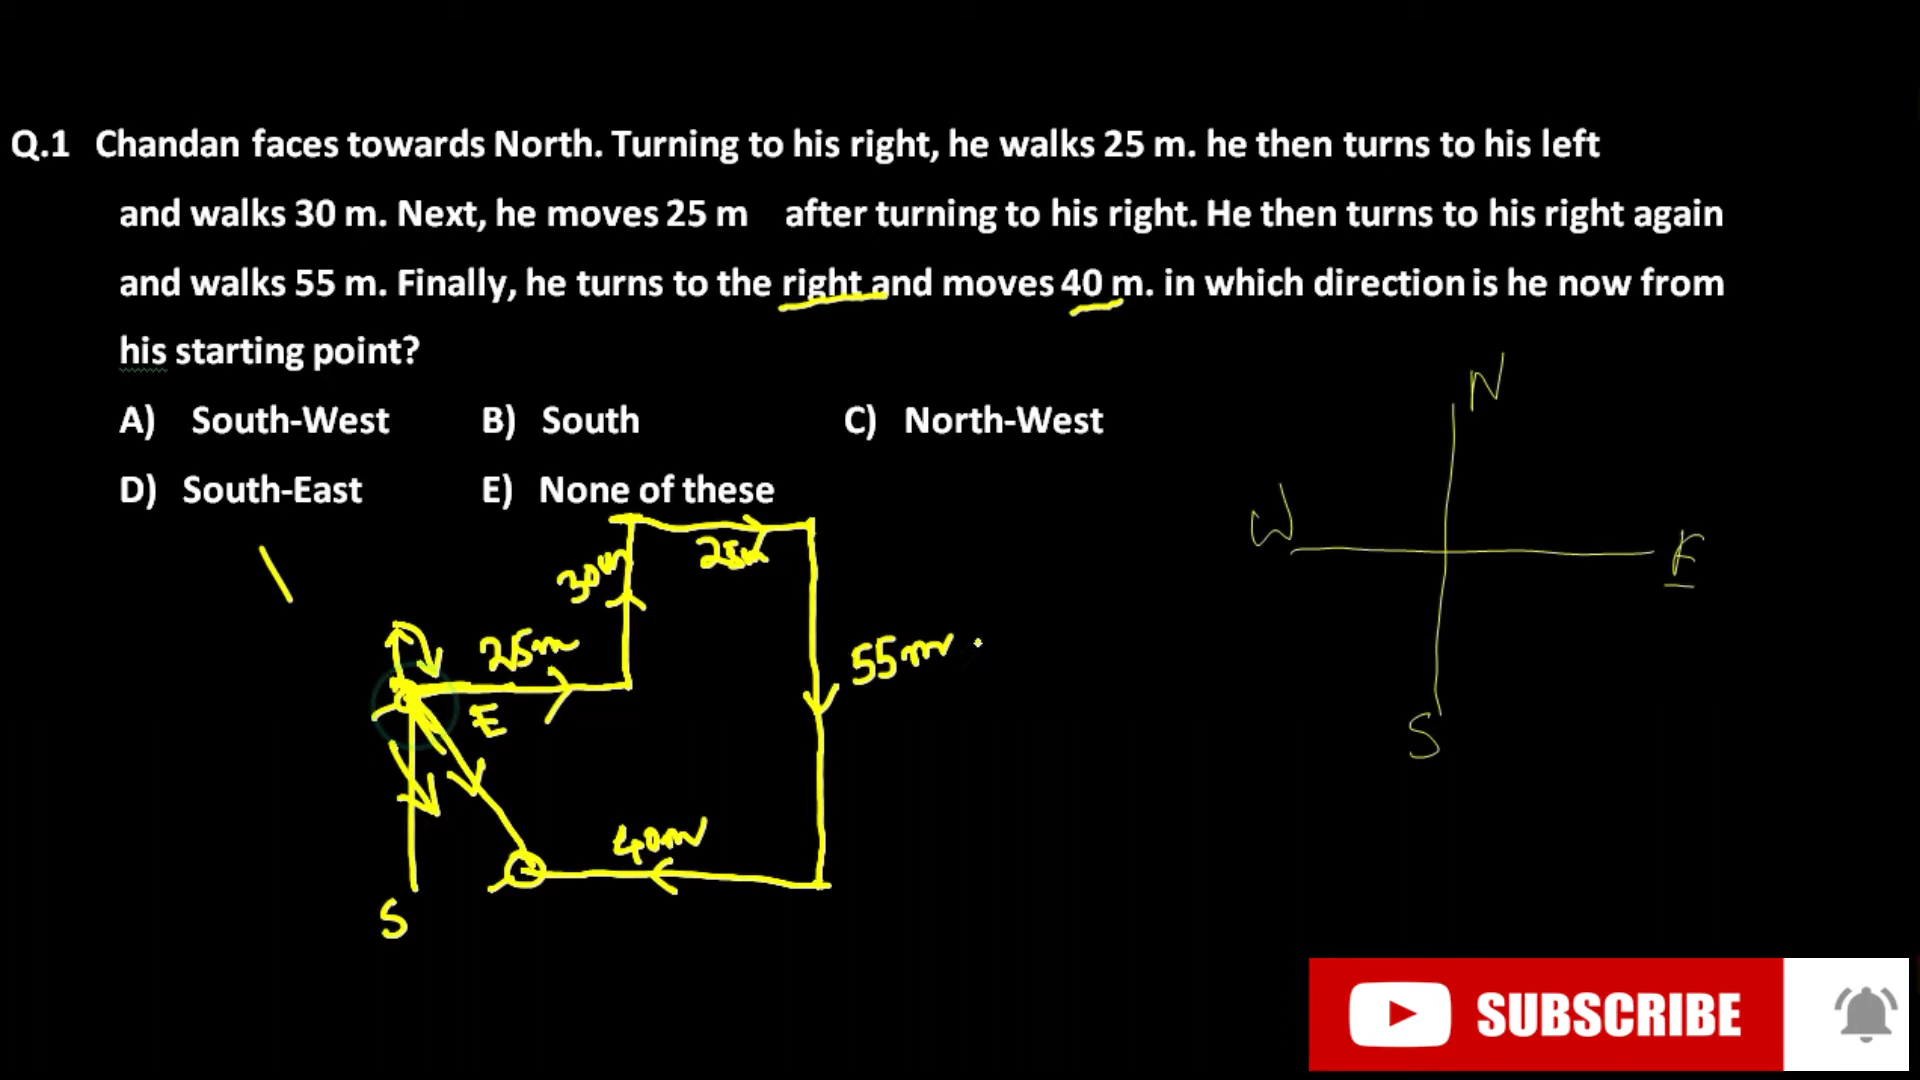 Q.1 Chandan faces towards North. Turning to his right, he walks 25 m. he then turns to his left
and walks 30 m. Next, he moves 25 m after turning to his right. He then turns to his right again
and walks 55 m. Finally, he turns to the right and moves 40 m. in which direction is he now from
his starting point?
A) South-West B) South C) North-West
D) South-East E) None of these
N
W
E
S
25m
30m
25m
55m
E
40m
S
SUBSCRIBE